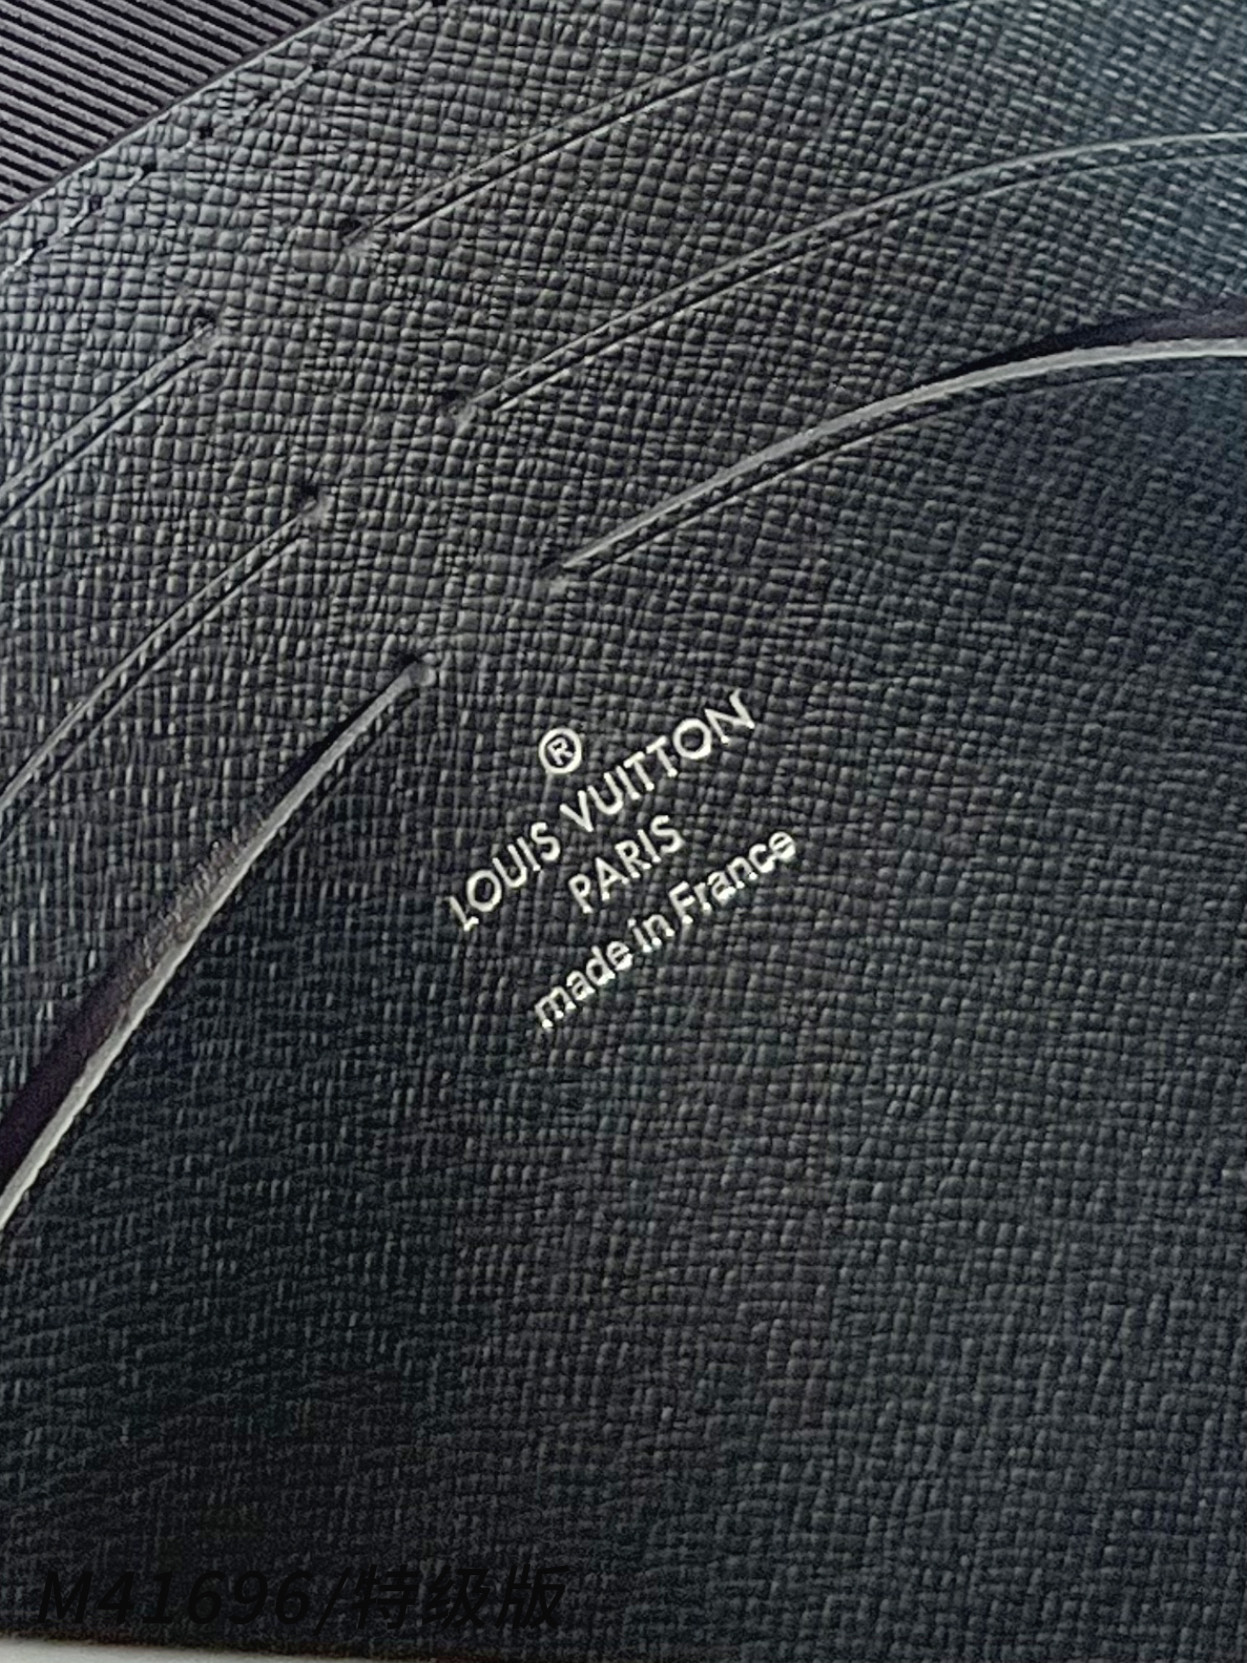 ®
LOUIS VUITTON
PARIS
made in France
M41696/特级版